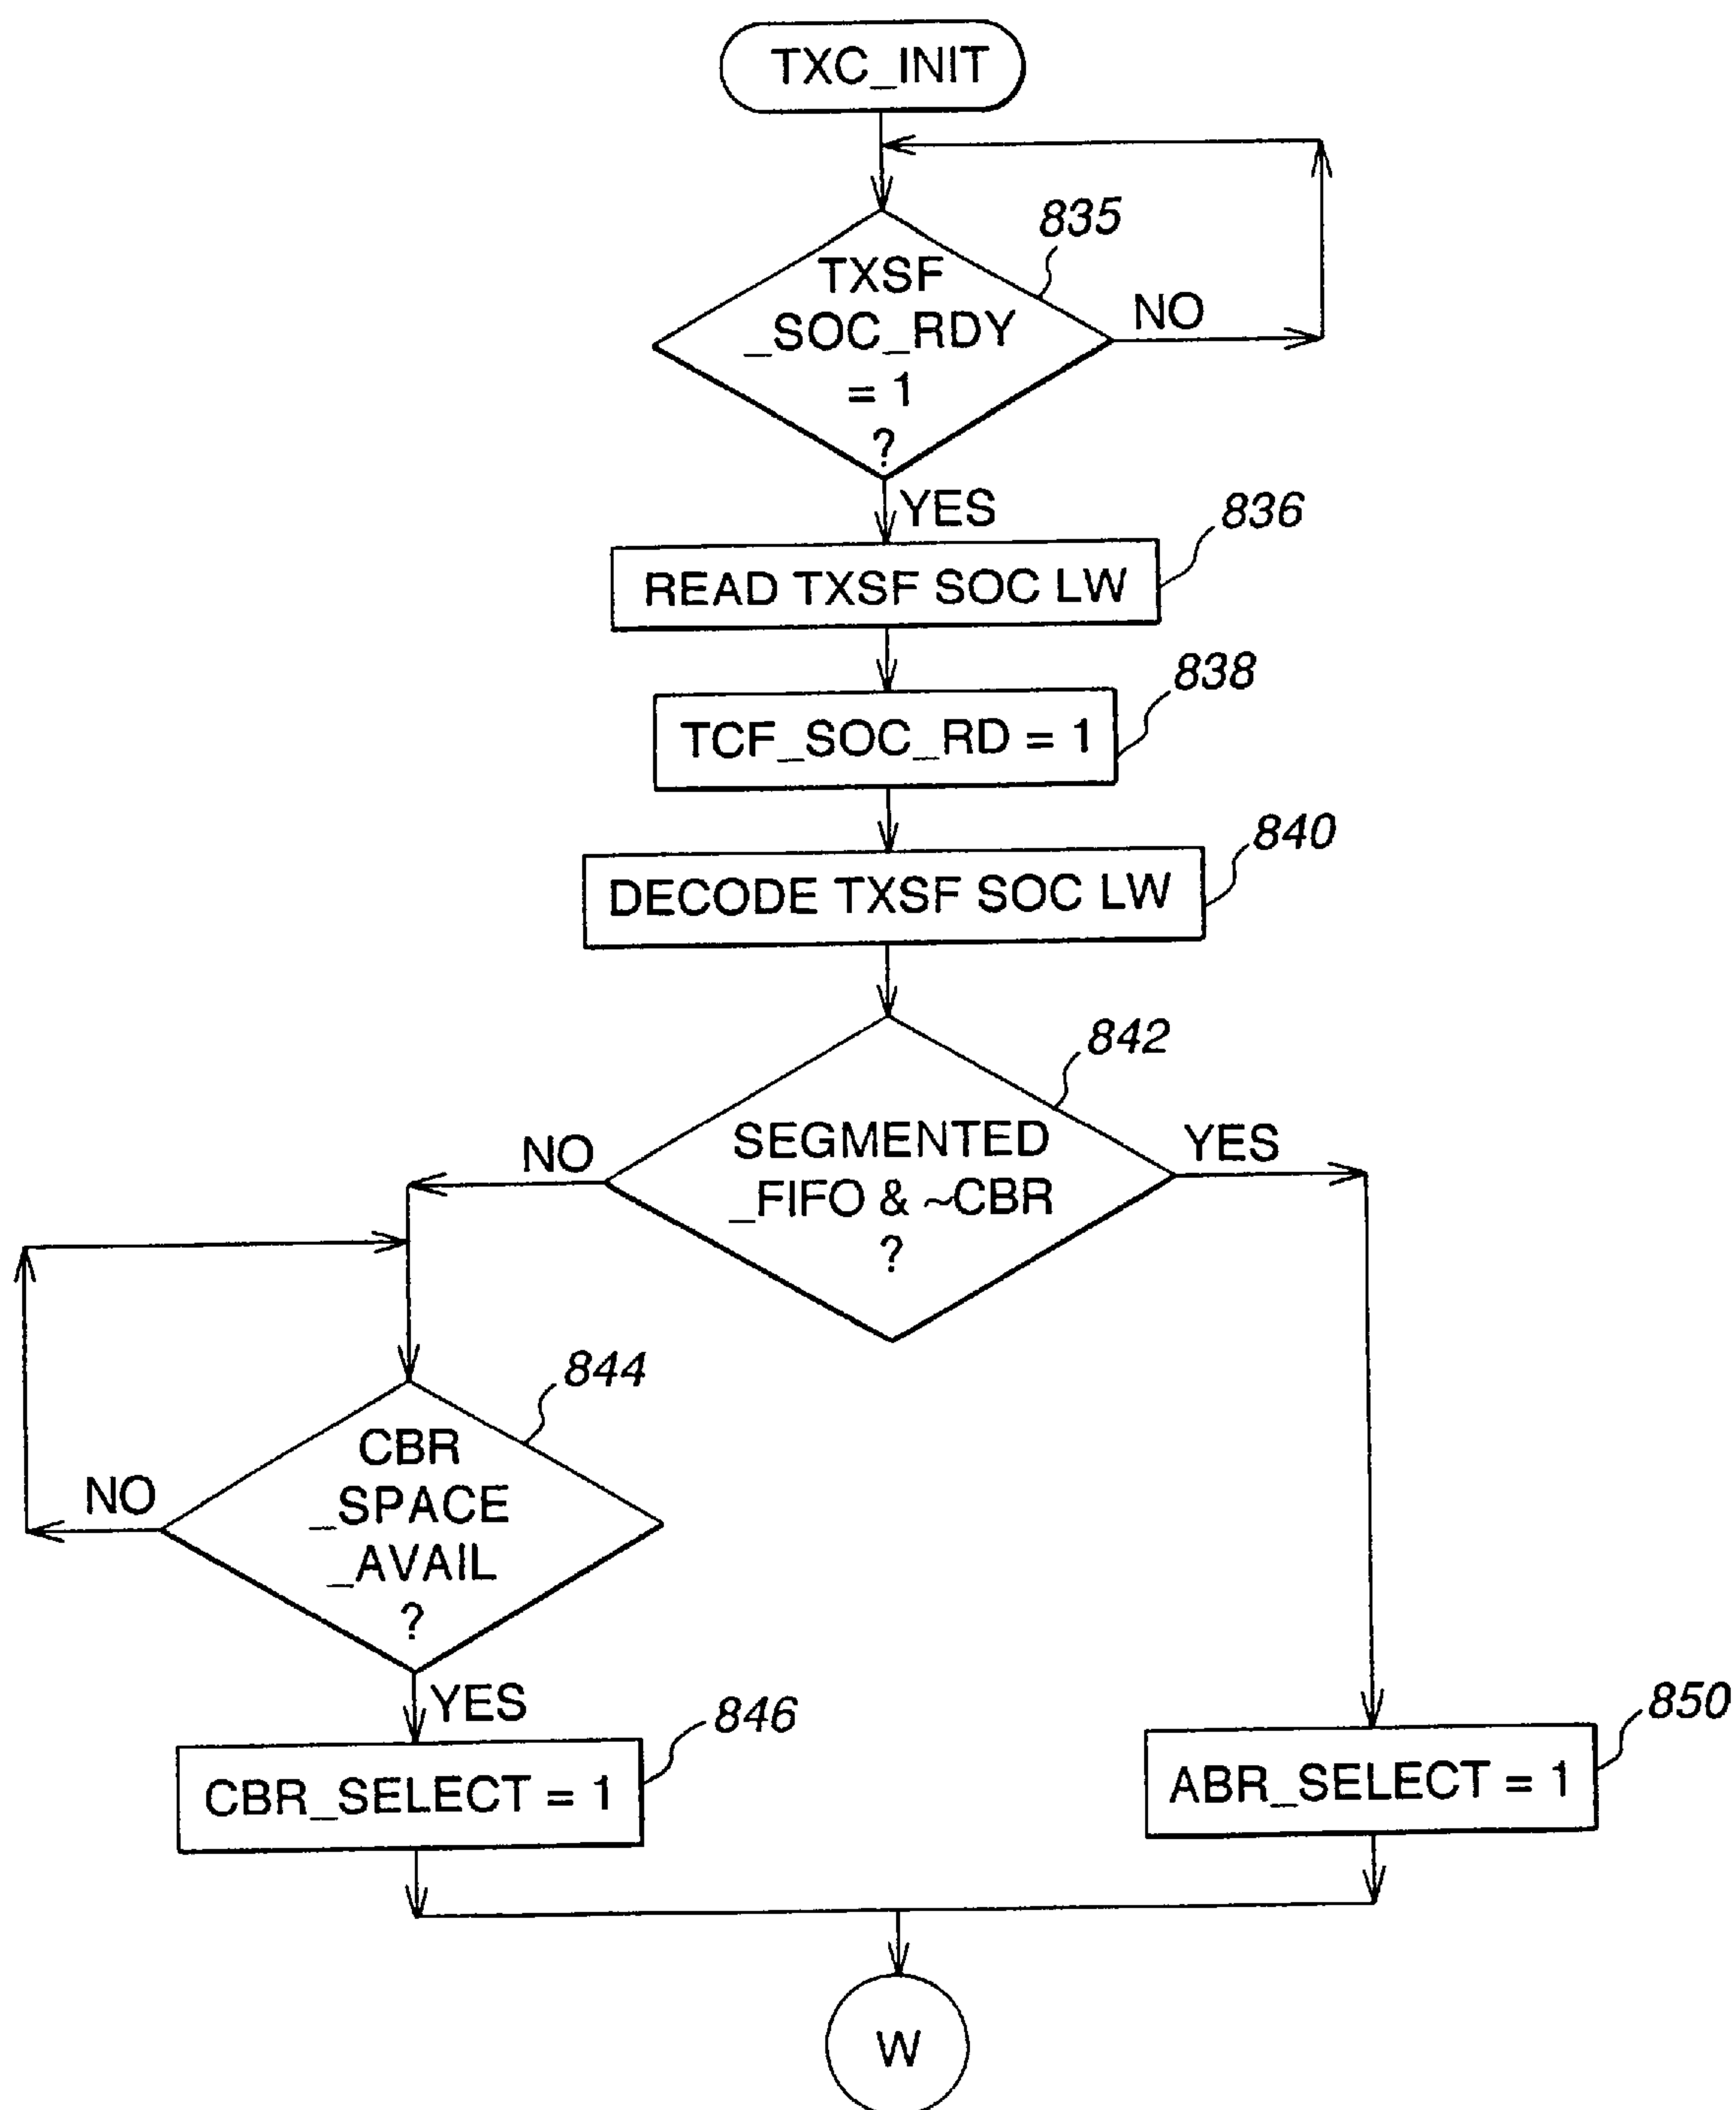 TXC_INIT
835
TXSF
_SOC_RDY
= 1
?
NO
YES
836
READ TXSF SOC LW
838
TCF_SOC_RD = 1
840
DECODE TXSF SOC LW
842
SEGMENTED
_FIFO & ~CBR
?
NO
YES
844
CBR
_SPACE
_AVAIL
?
NO
YES
846
CBR_SELECT = 1
850
ABR_SELECT = 1
W